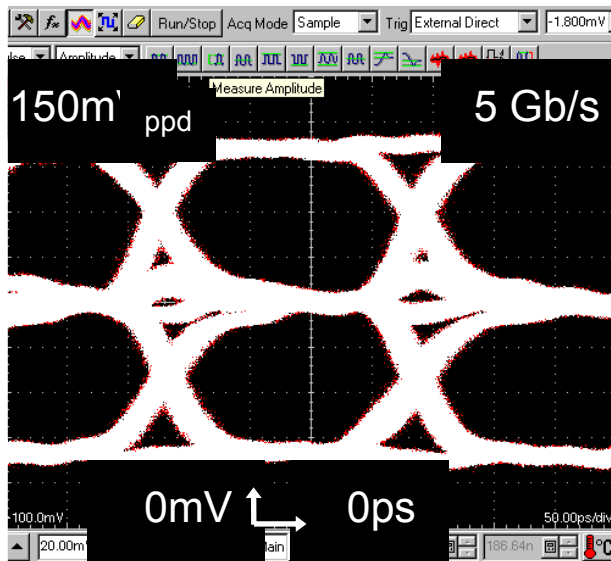 Run/Stop Acq Mode Sample Trig External Direct -1.800mV
Amplitude
Measure Amplitude
150mV ppd 5 Gb/s
0mV 0ps
-100.0mV 50.00ps/div
20.00m 186.64n °C